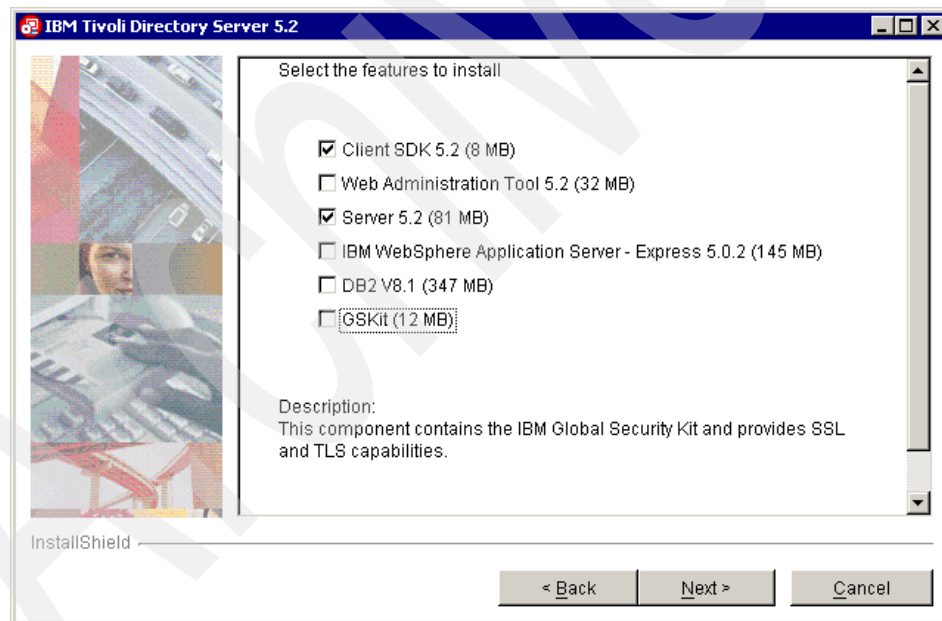 IBM Tivoli Directory Server 5.2
Select the features to install
Client SDK 5.2 (8 MB)
Web Administration Tool 5.2 (32 MB)
Server 5.2 (81 MB)
IBM WebSphere Application Server - Express 5.0.2 (145 MB)
DB2 V8.1 (347 MB)
GSKit (12 MB)
Description:
This component contains the IBM Global Security Kit and provides SSL
and TLS capabilities.
InstallShield
< Back
Next >
Cancel